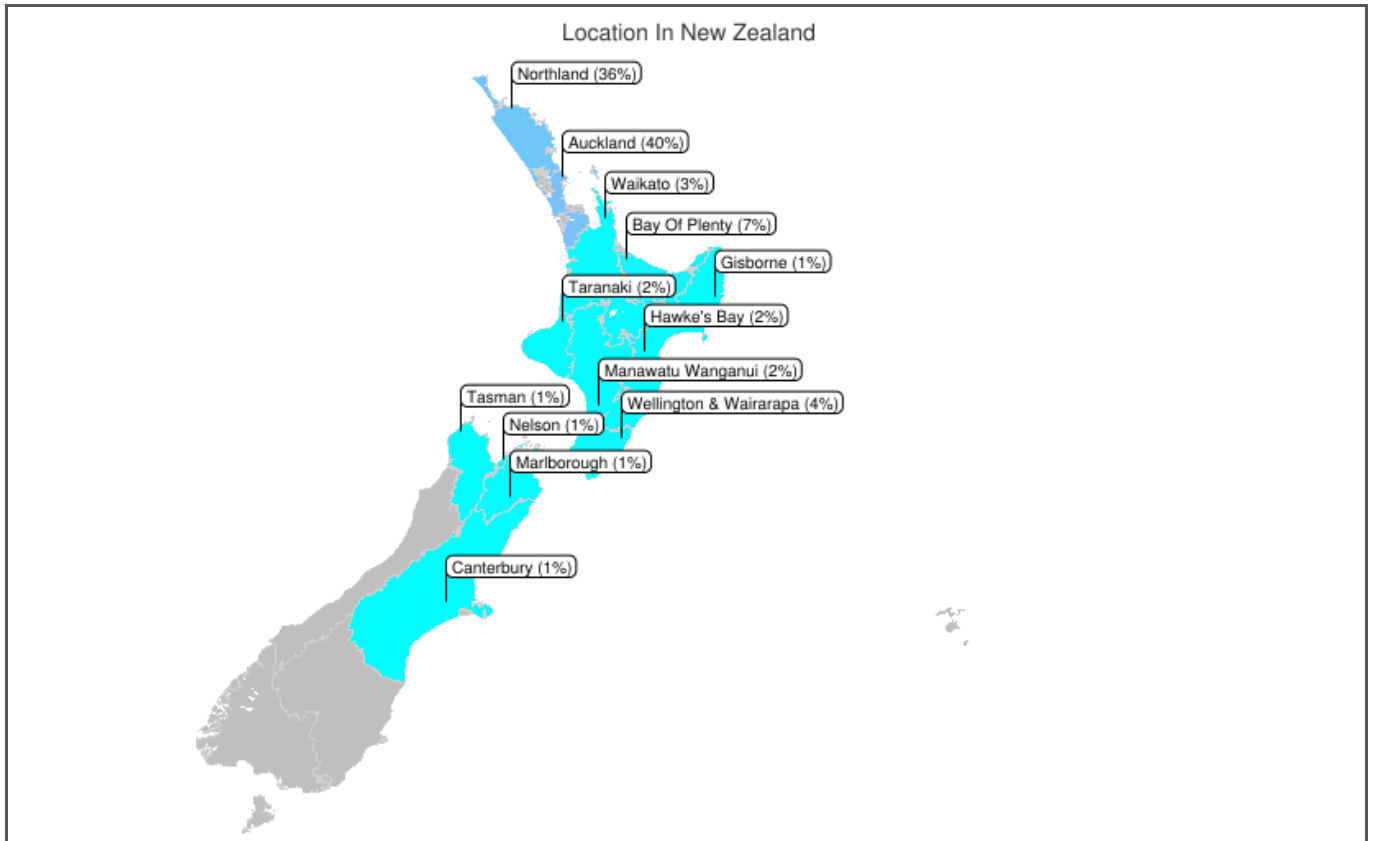 Location In New Zealand
Northland (36%)
Auckland (40%)
Waikato (3%)
Bay Of Plenty (7%)
Gisborne (1%)
Taranaki (2%)
Hawke's Bay (2%)
Manawatu Wanganui (2%)
Tasman (1%)
Wellington & Wairarapa (4%)
Nelson (1%)
Marlborough (1%)
Canterbury (1%)